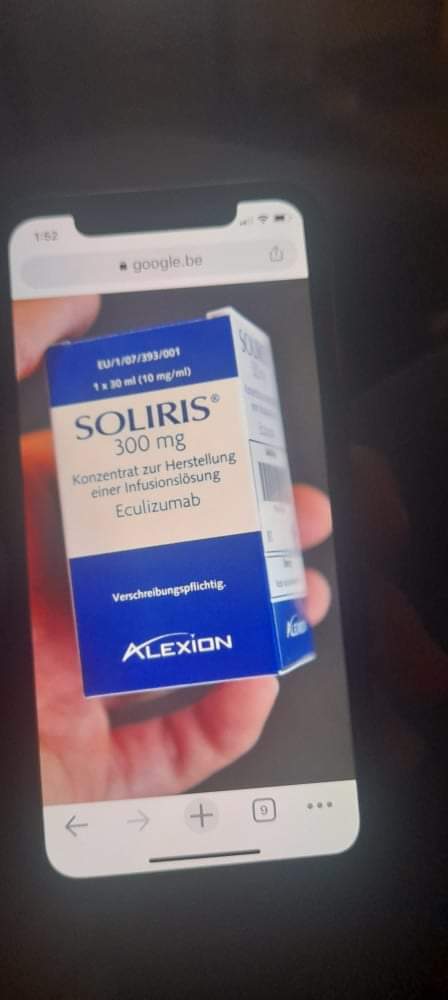 1:52
google.be
EU/1/07/393/001
1 x 30 ml (10 mg/ml)
SOLIRIS®
300 mg
Konzentrat zur Herstellung
einer Infusionslösung
Eculizumab
Verschreibungspflichtig.
ALEXION
SOLIRIS
9